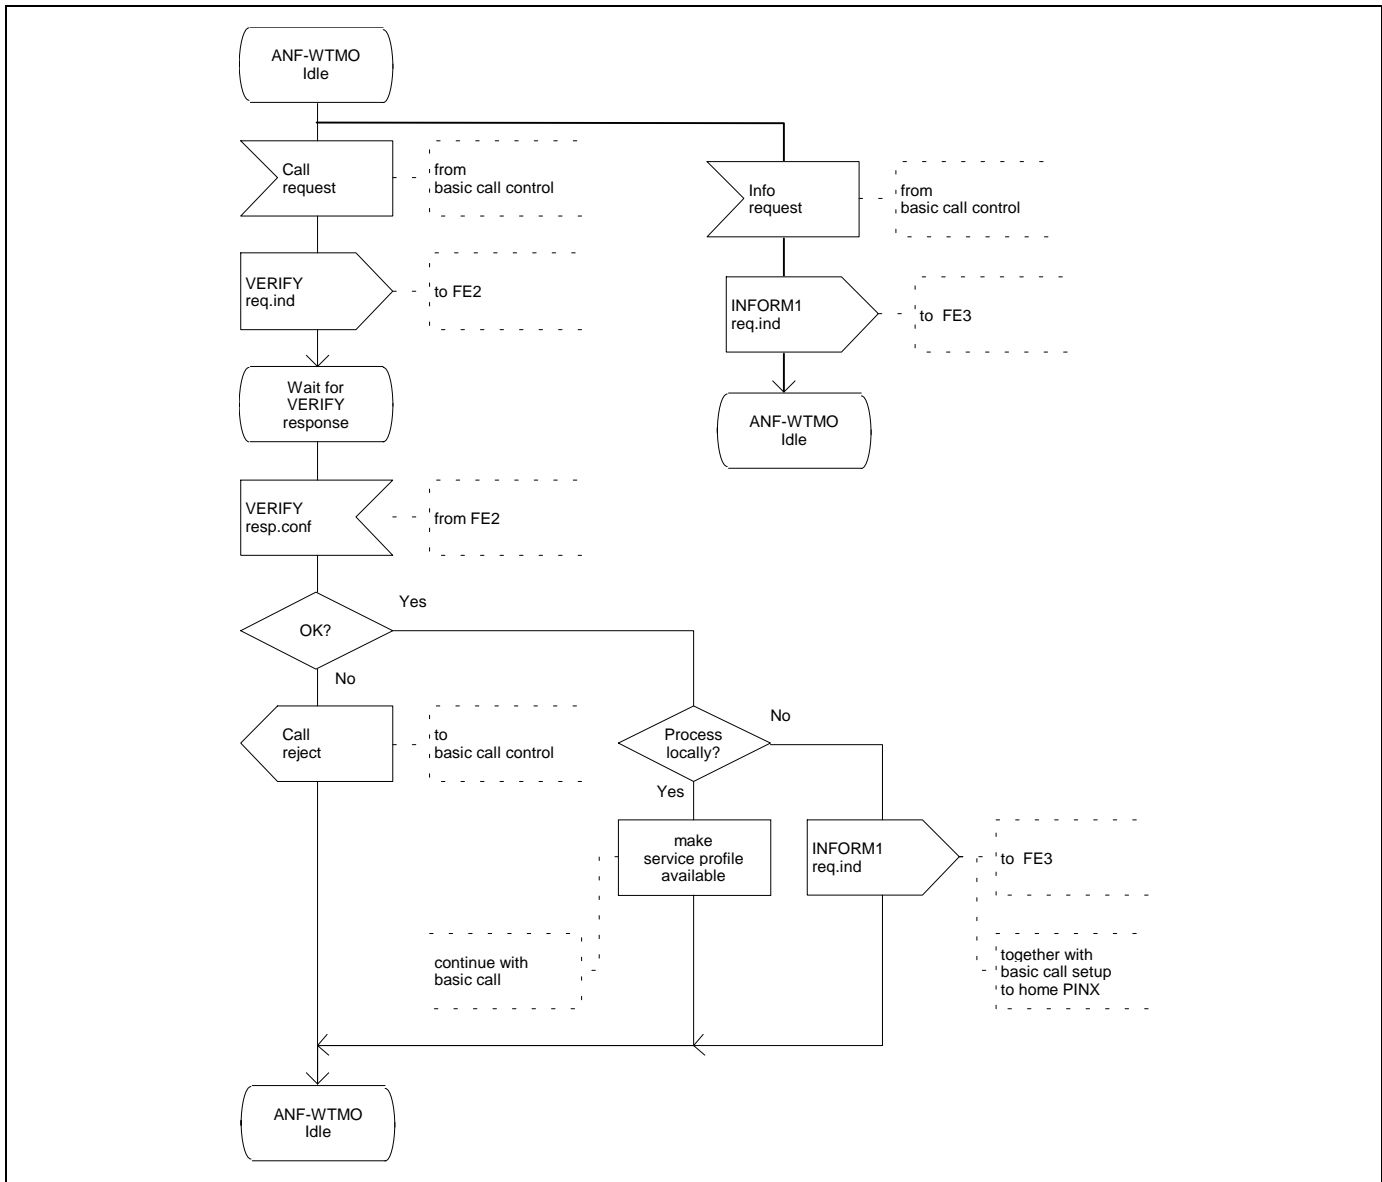 ANF-WTMO
Idle
Call
request
from
basic call control
Info
request
from
basic call control
VERIFY
req.ind
to FE2
INFORM1
req.ind
to FE3
Wait for
VERIFY
response
ANF-WTMO
Idle
VERIFY
resp.conf
from FE2
OK?
Yes
No
Call
reject
to
basic call control
Process
locally?
No
Yes
make
service profile
available
INFORM1
req.ind
to FE3
continue with
basic call
together with
basic call setup
to home PINX
ANF-WTMO
Idle